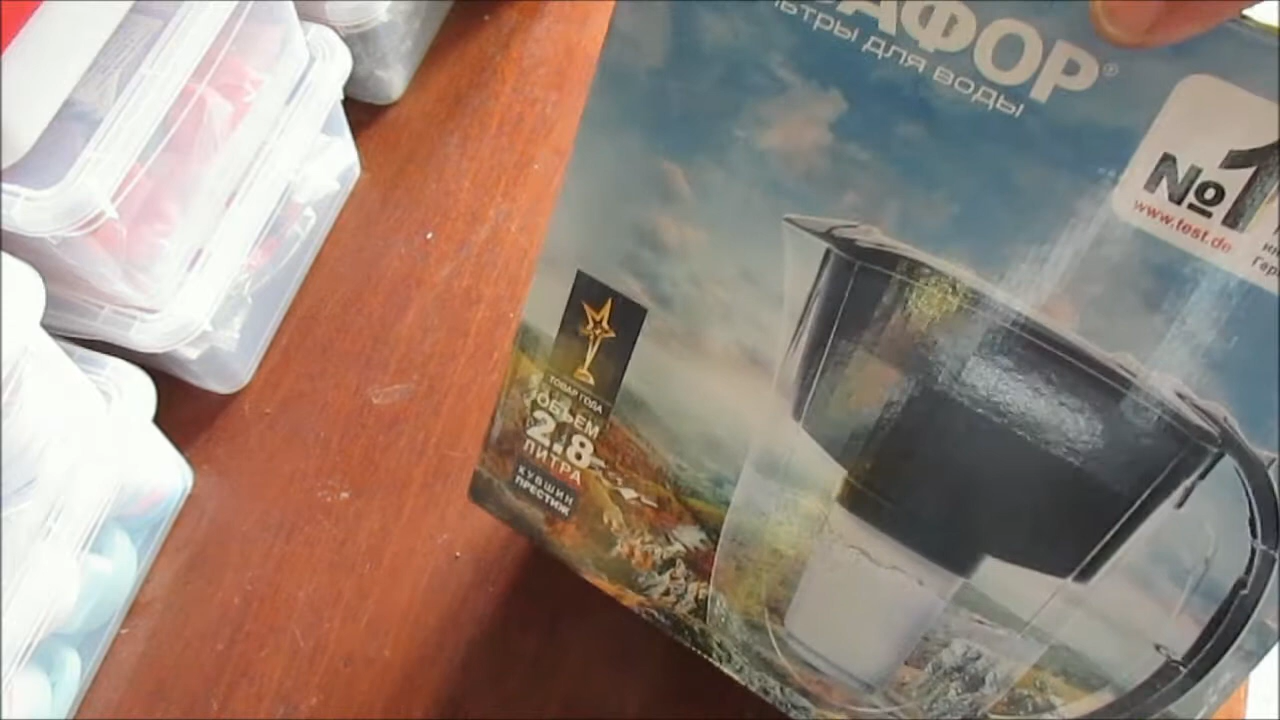 АФОР®
ЛЬТРЫ ДЛЯ ВОДЫ
№1
www.test.de
ТОВАР ГОДА
ОБЪЕМ
2.8
ЛИТРА
КУВШИН
ПРЕСТИЖ